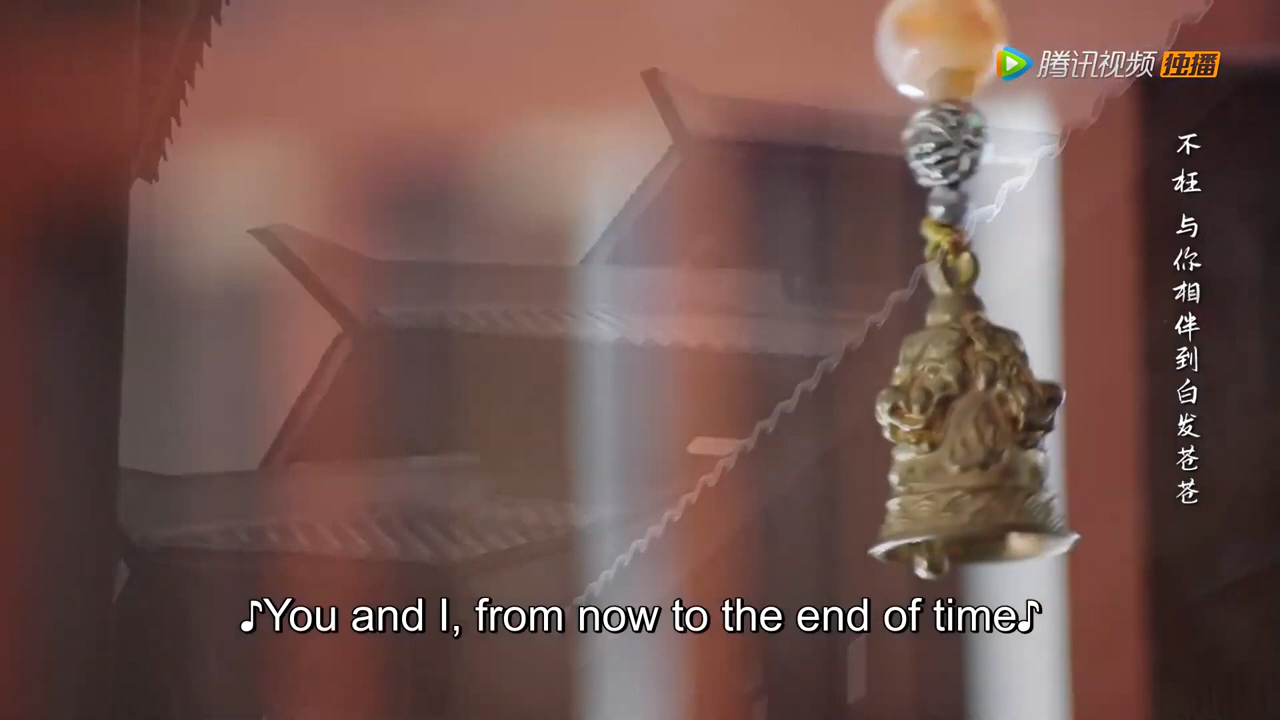 腾讯视频 独播
不枉 与你相伴到白发苍苍
♪You and I, from now to the end of time♪